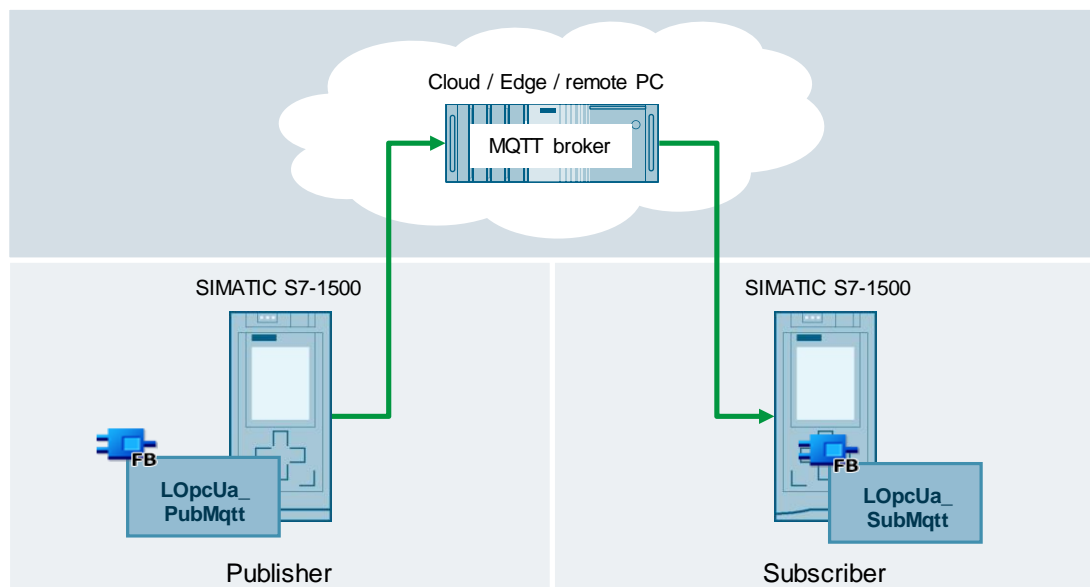 Cloud / Edge / remote PC
MQTT broker
SIMATIC S7-1500
SIMATIC S7-1500
FB
LOpcUa_
PubMqtt
FB
LOpcUa_
SubMqtt
Publisher
Subscriber